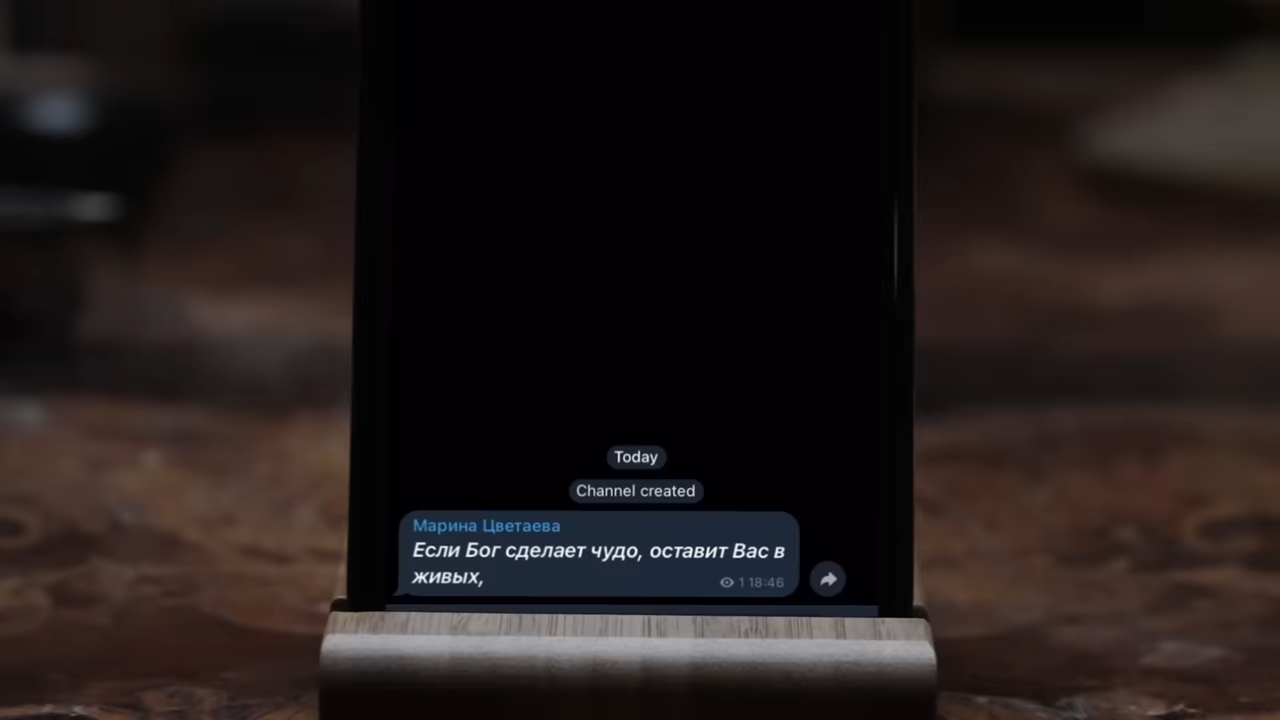 Today
Channel created
Марина Цветаева
Если Бог сделает чудо, оставит Вас в
живых,
1 18:46